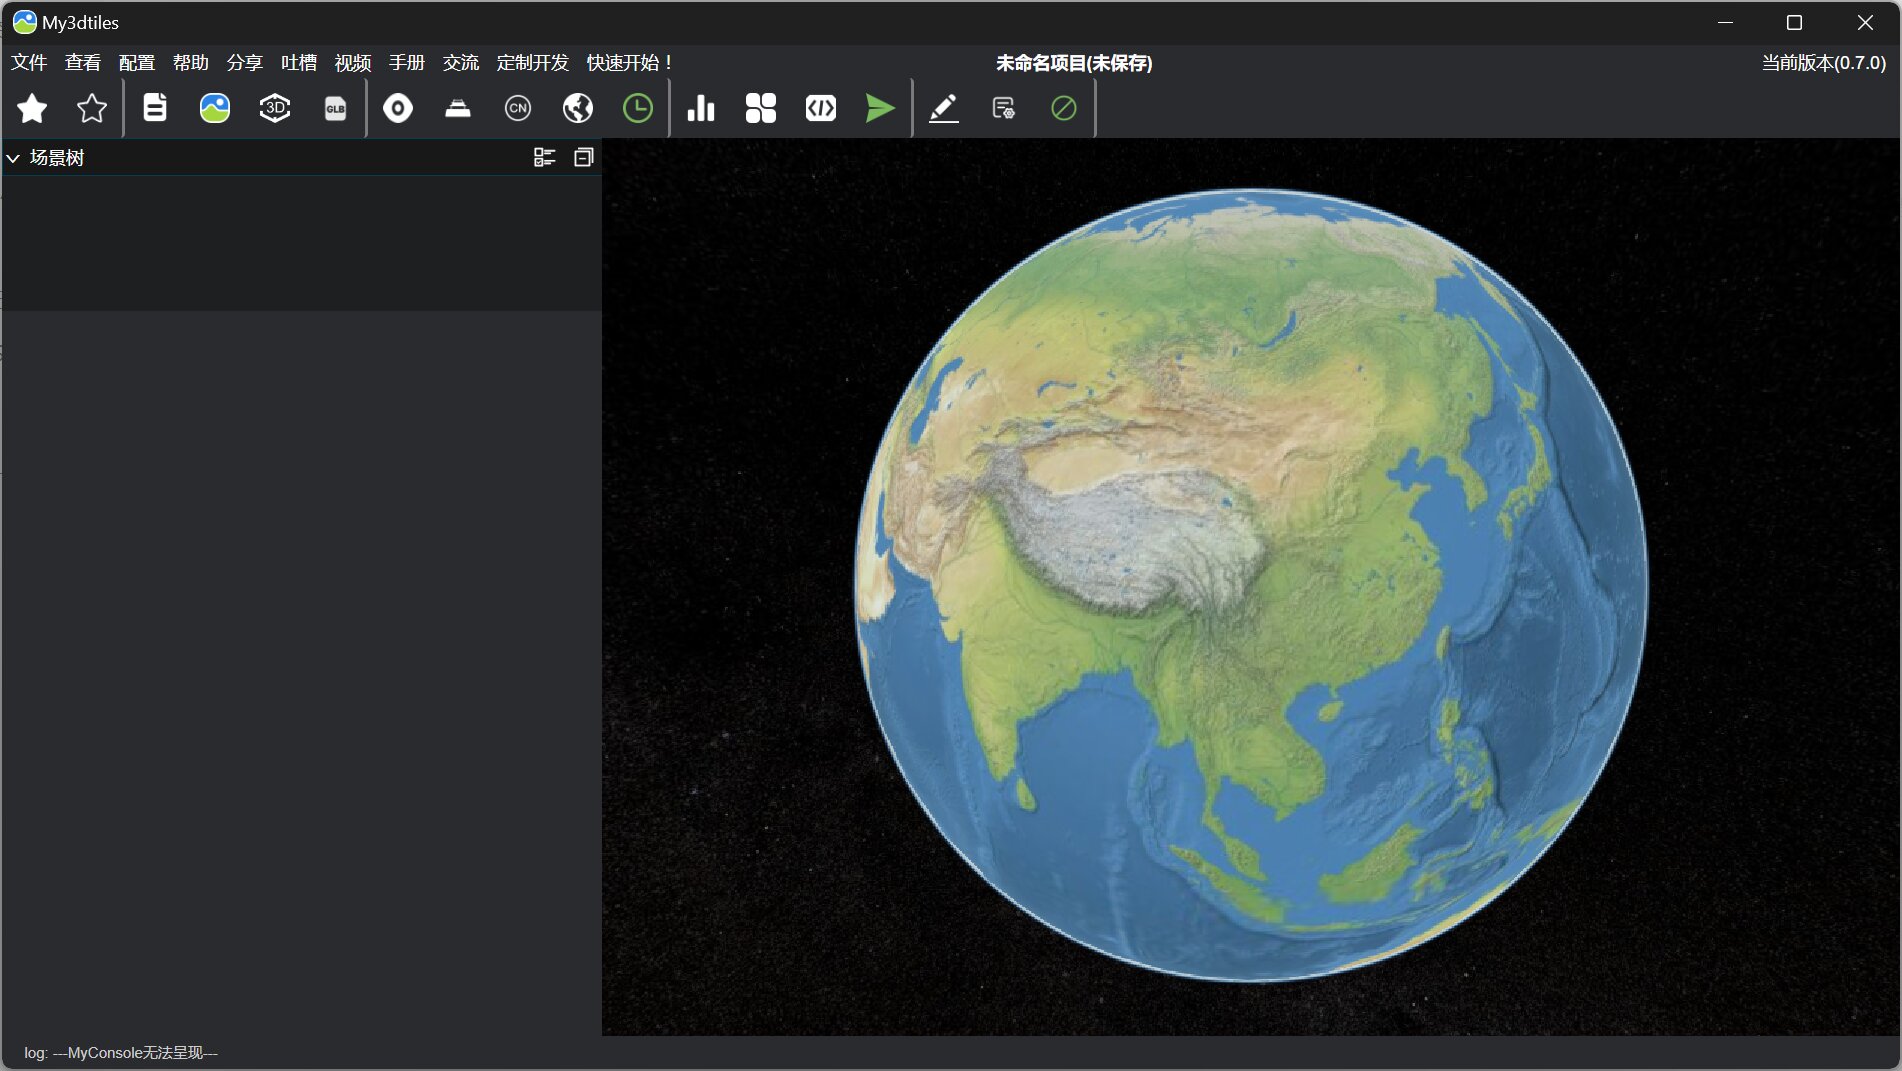 My3dtiles
文件 查看 配置 帮助 分享 吐槽 视频 手册 交流 定制开发 快速开始！ 未命名项目(未保存) 当前版本(0.7.0)
3D GLB CN
场景树
log: ---MyConsole无法呈现---